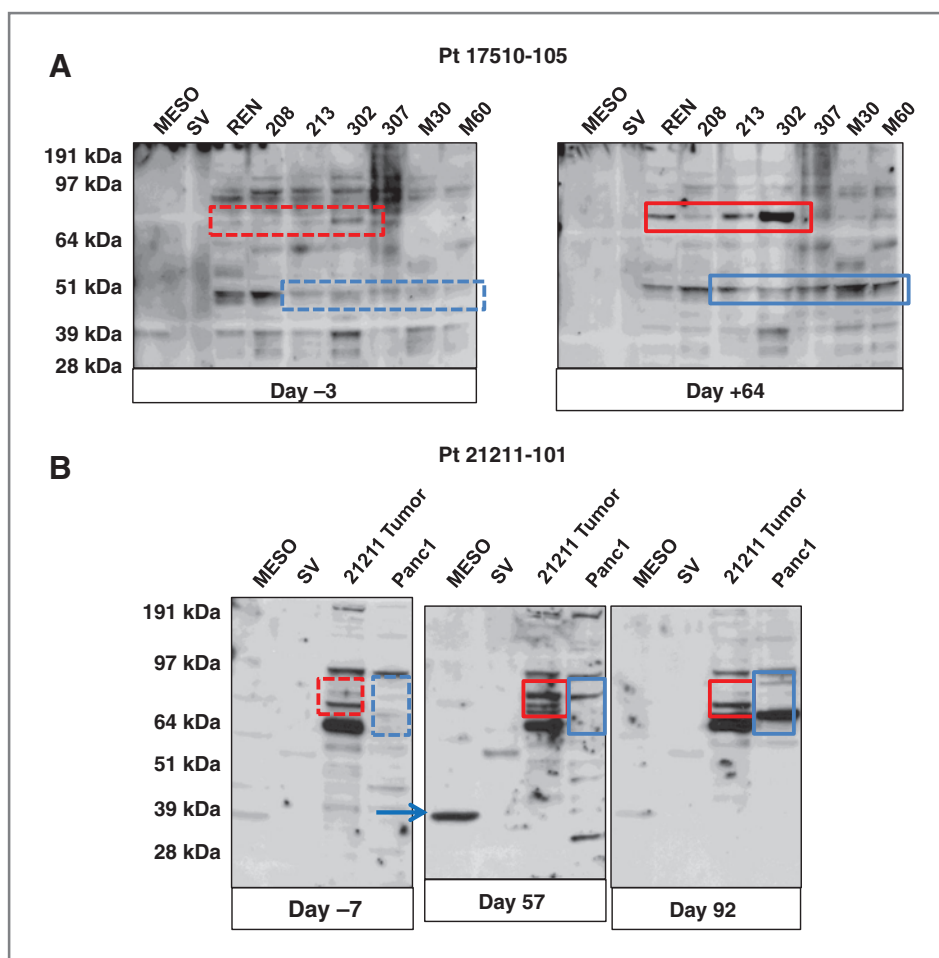 Pt 17510-105
A
MESO SV REN 208 213 302 307 M30 M60
MESO SV REN 208 213 302 307 M30 M60
191 kDa
97 kDa
64 kDa
51 kDa
39 kDa
28 kDa
Day –3
Day +64
Pt 21211-101
B
MESO SV 21211 Tumor Panc1
MESO SV 21211 Tumor Panc1
MESO SV 21211 Tumor Panc1
191 kDa
97 kDa
64 kDa
51 kDa
39 kDa
28 kDa
Day –7
Day 57
Day 92